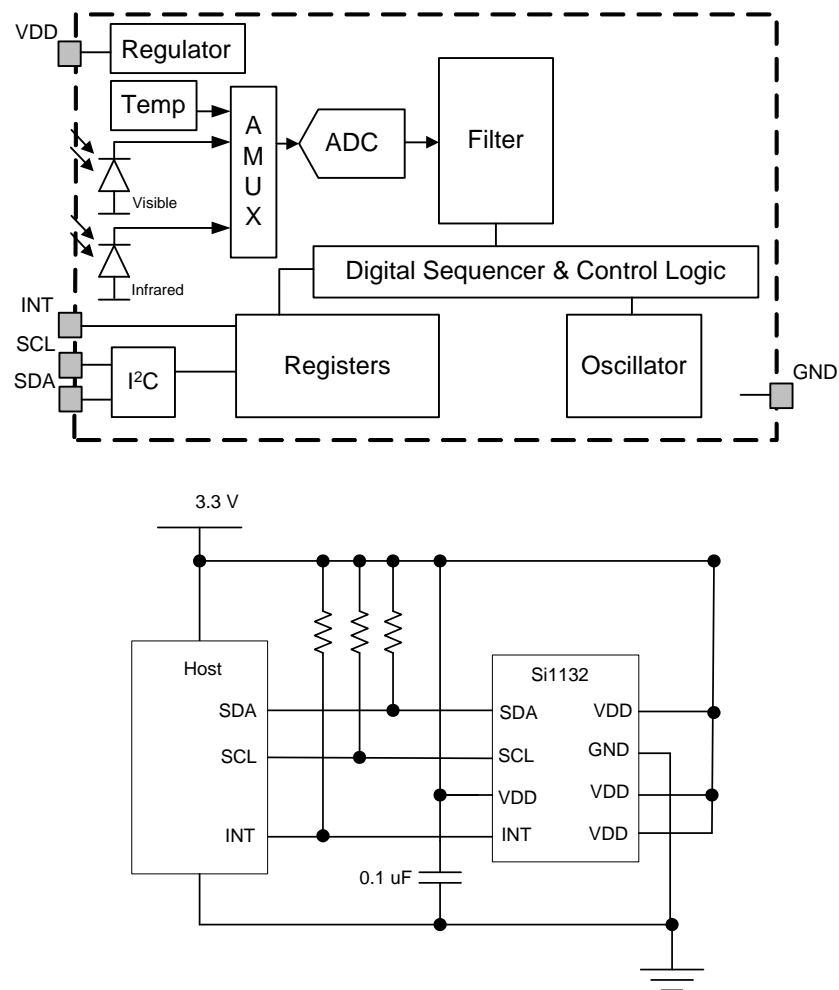 VDD
Regulator
Temp
A
M
U
X
ADC
Filter
Visible
Infrared
Digital Sequencer & Control Logic
INT
SCL
SDA
I²C
Registers
Oscillator
GND
3.3 V
Host
SDA
SCL
INT
Si1132
SDA
SCL
VDD
INT
VDD
GND
VDD
VDD
0.1 uF